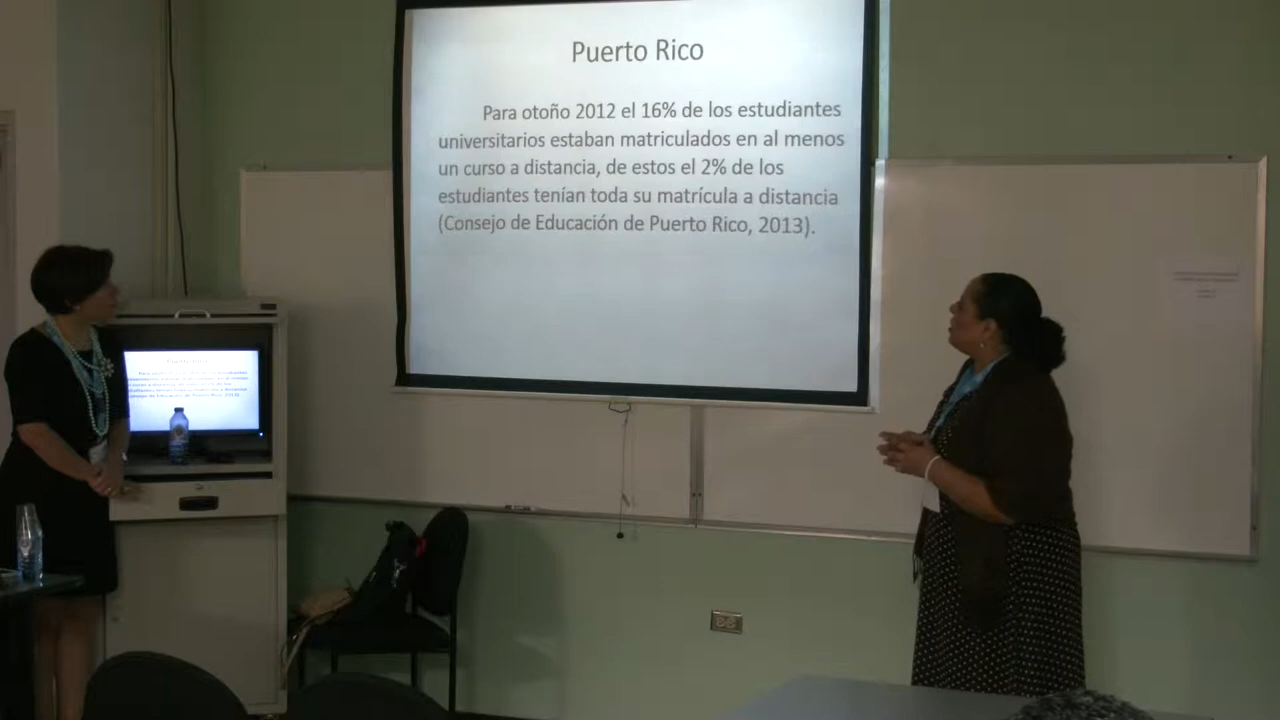 Puerto Rico
Para otoño 2012 el 16% de los estudiantes
universitarios estaban matriculados en al menos
un curso a distancia, de estos el 2% de los
estudiantes tenían toda su matrícula a distancia
(Consejo de Educación de Puerto Rico, 2013).